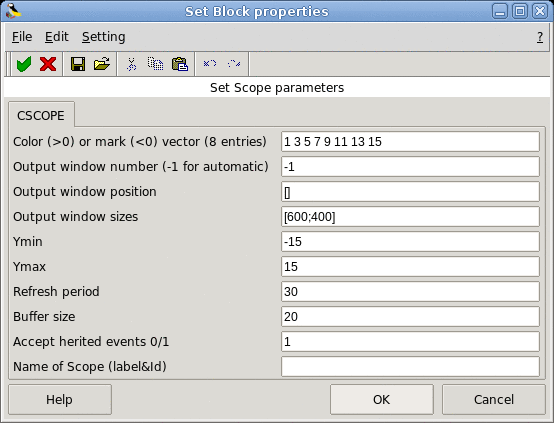 Set Block properties
File Edit Setting ?
Set Scope parameters
CSCOPE
Color (>0) or mark (<0) vector (8 entries) 1 3 5 7 9 11 13 15
Output window number (-1 for automatic) -1
Output window position []
Output window sizes [600;400]
Ymin -15
Ymax 15
Refresh period 30
Buffer size 20
Accept herited events 0/1 1
Name of Scope (label&Id)
Help OK Cancel